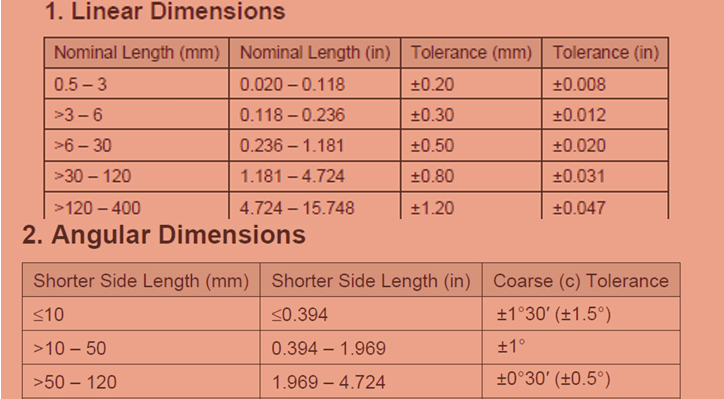 1. Linear Dimensions
Nominal Length (mm) Nominal Length (in) Tolerance (mm) Tolerance (in)
0.5 – 3 0.020 – 0.118 ±0.20 ±0.008
>3 – 6 0.118 – 0.236 ±0.30 ±0.012
>6 – 30 0.236 – 1.181 ±0.50 ±0.020
>30 – 120 1.181 – 4.724 ±0.80 ±0.031
>120 – 400 4.724 – 15.748 ±1.20 ±0.047
2. Angular Dimensions
Shorter Side Length (mm) Shorter Side Length (in) Coarse (c) Tolerance
≤10 ≤0.394 ±1°30′ (±1.5°)
>10 – 50 0.394 – 1.969 ±1°
>50 – 120 1.969 – 4.724 ±0°30′ (±0.5°)